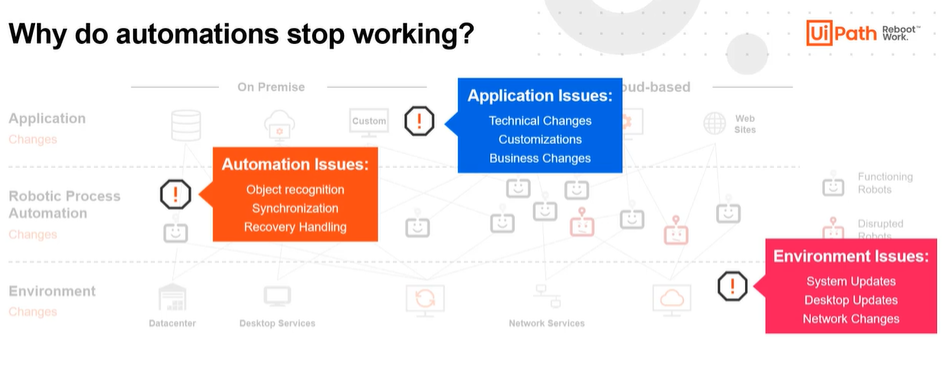 Why do automations stop working?
UiPath Reboot™
Work.
On Premise
oud-based
Application
Changes
Custom
Web
Sites
Application Issues:
Technical Changes
Customizations
Business Changes
Automation Issues:
Object recognition
Synchronization
Recovery Handling
Robotic Process
Automation
Changes
Functioning
Robots
Disrupted
Robots
Environment Issues:
System Updates
Desktop Updates
Network Changes
Environment
Changes
Datacenter
Desktop Services
Network Services